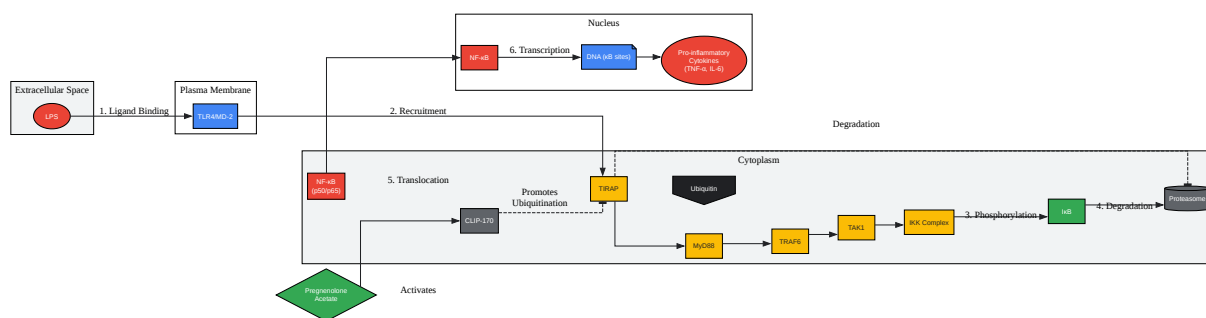 Nucleus
NF-κB
6. Transcription
DNA (κB sites)
Pro-inflammatory
Cytokines
(TNF-α, IL-6)
Extracellular Space
LPS
1. Ligand Binding
Plasma Membrane
TLR4/MD-2
2. Recruitment
Degradation
Cytoplasm
NF-κB
(p50/p65)
5. Translocation
CLIP-170
Promotes
Ubiquitination
TIRAP
Ubiquitin
MyD88
TRAF6
TAK1
IKK Complex
3. Phosphorylation
IκB
4. Degradation
Proteasome
Pregnenolone
Acetate
Activates